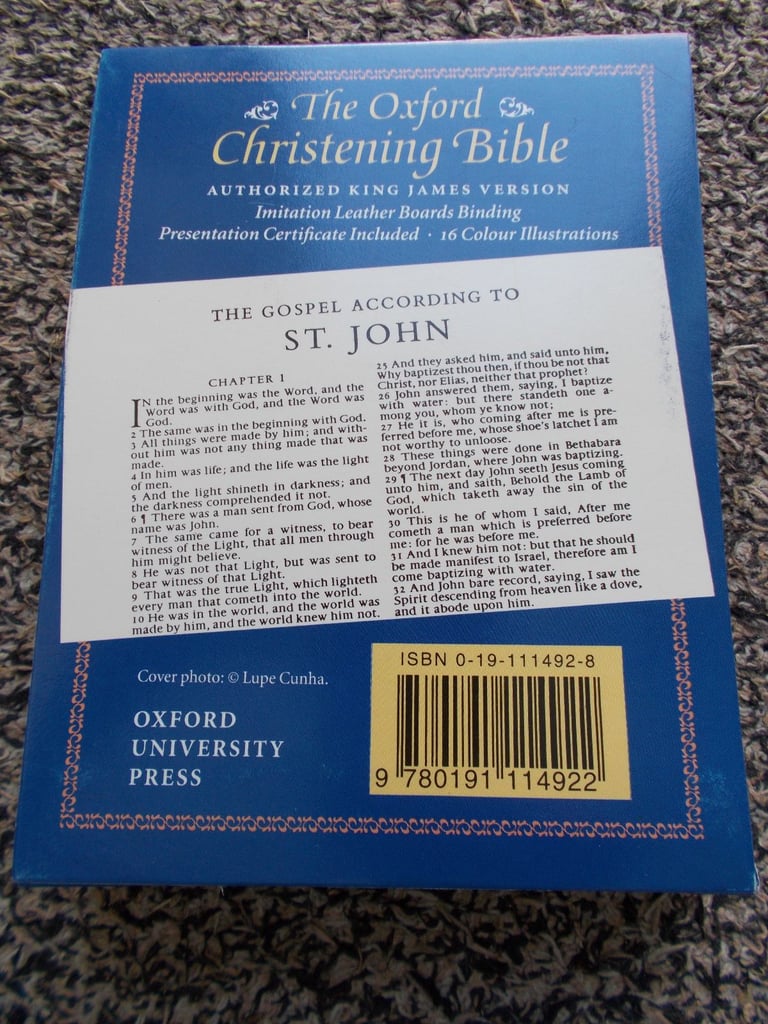 The Oxford
Christening Bible
AUTHORIZED KING JAMES VERSION
Imitation Leather Boards Binding
Presentation Certificate Included · 16 Colour Illustrations
THE GOSPEL ACCORDING TO
ST. JOHN
CHAPTER 1
IN the beginning was the Word, and the
Word was with God, and the Word was
God.
2 The same was in the beginning with God.
3 All things were made by him; and with-
out him was not any thing made that was
made.
4 In him was life; and the life was the light
of men.
5 And the light shineth in darkness; and
the darkness comprehended it not.
6 ¶ There was a man sent from God, whose
name was John.
7 The same came for a witness, to bear
witness of the Light, that all men through
him might believe.
8 He was not that Light, but was sent to
bear witness of that Light.
9 That was the true Light, which lighteth
every man that cometh into the world.
10 He was in the world, and the world was
made by him, and the world knew him not.
25 And they asked him, and said unto him,
Why baptizest thou then, if thou be not that
Christ, nor Elias, neither that prophet?
26 John answered them, saying, I baptize
with water: but there standeth one a-
mong you, whom ye know not;
27 He it is, who coming after me is pre-
ferred before me, whose shoe's latchet I am
not worthy to unloose.
28 These things were done in Bethabara
beyond Jordan, where John was baptizing.
29 ¶ The next day John seeth Jesus coming
unto him, and saith, Behold the Lamb of
God, which taketh away the sin of the
world.
30 This is he of whom I said, After me
cometh a man which is preferred before
me: for he was before me.
31 And I knew him not: but that he should
be made manifest to Israel, therefore am I
come baptizing with water.
32 And John bare record, saying, I saw the
Spirit descending from heaven like a dove,
and it abode upon him.
Cover photo: © Lupe Cunha.
OXFORD
UNIVERSITY
PRESS
ISBN 0-19-111492-8
9 780191 114922